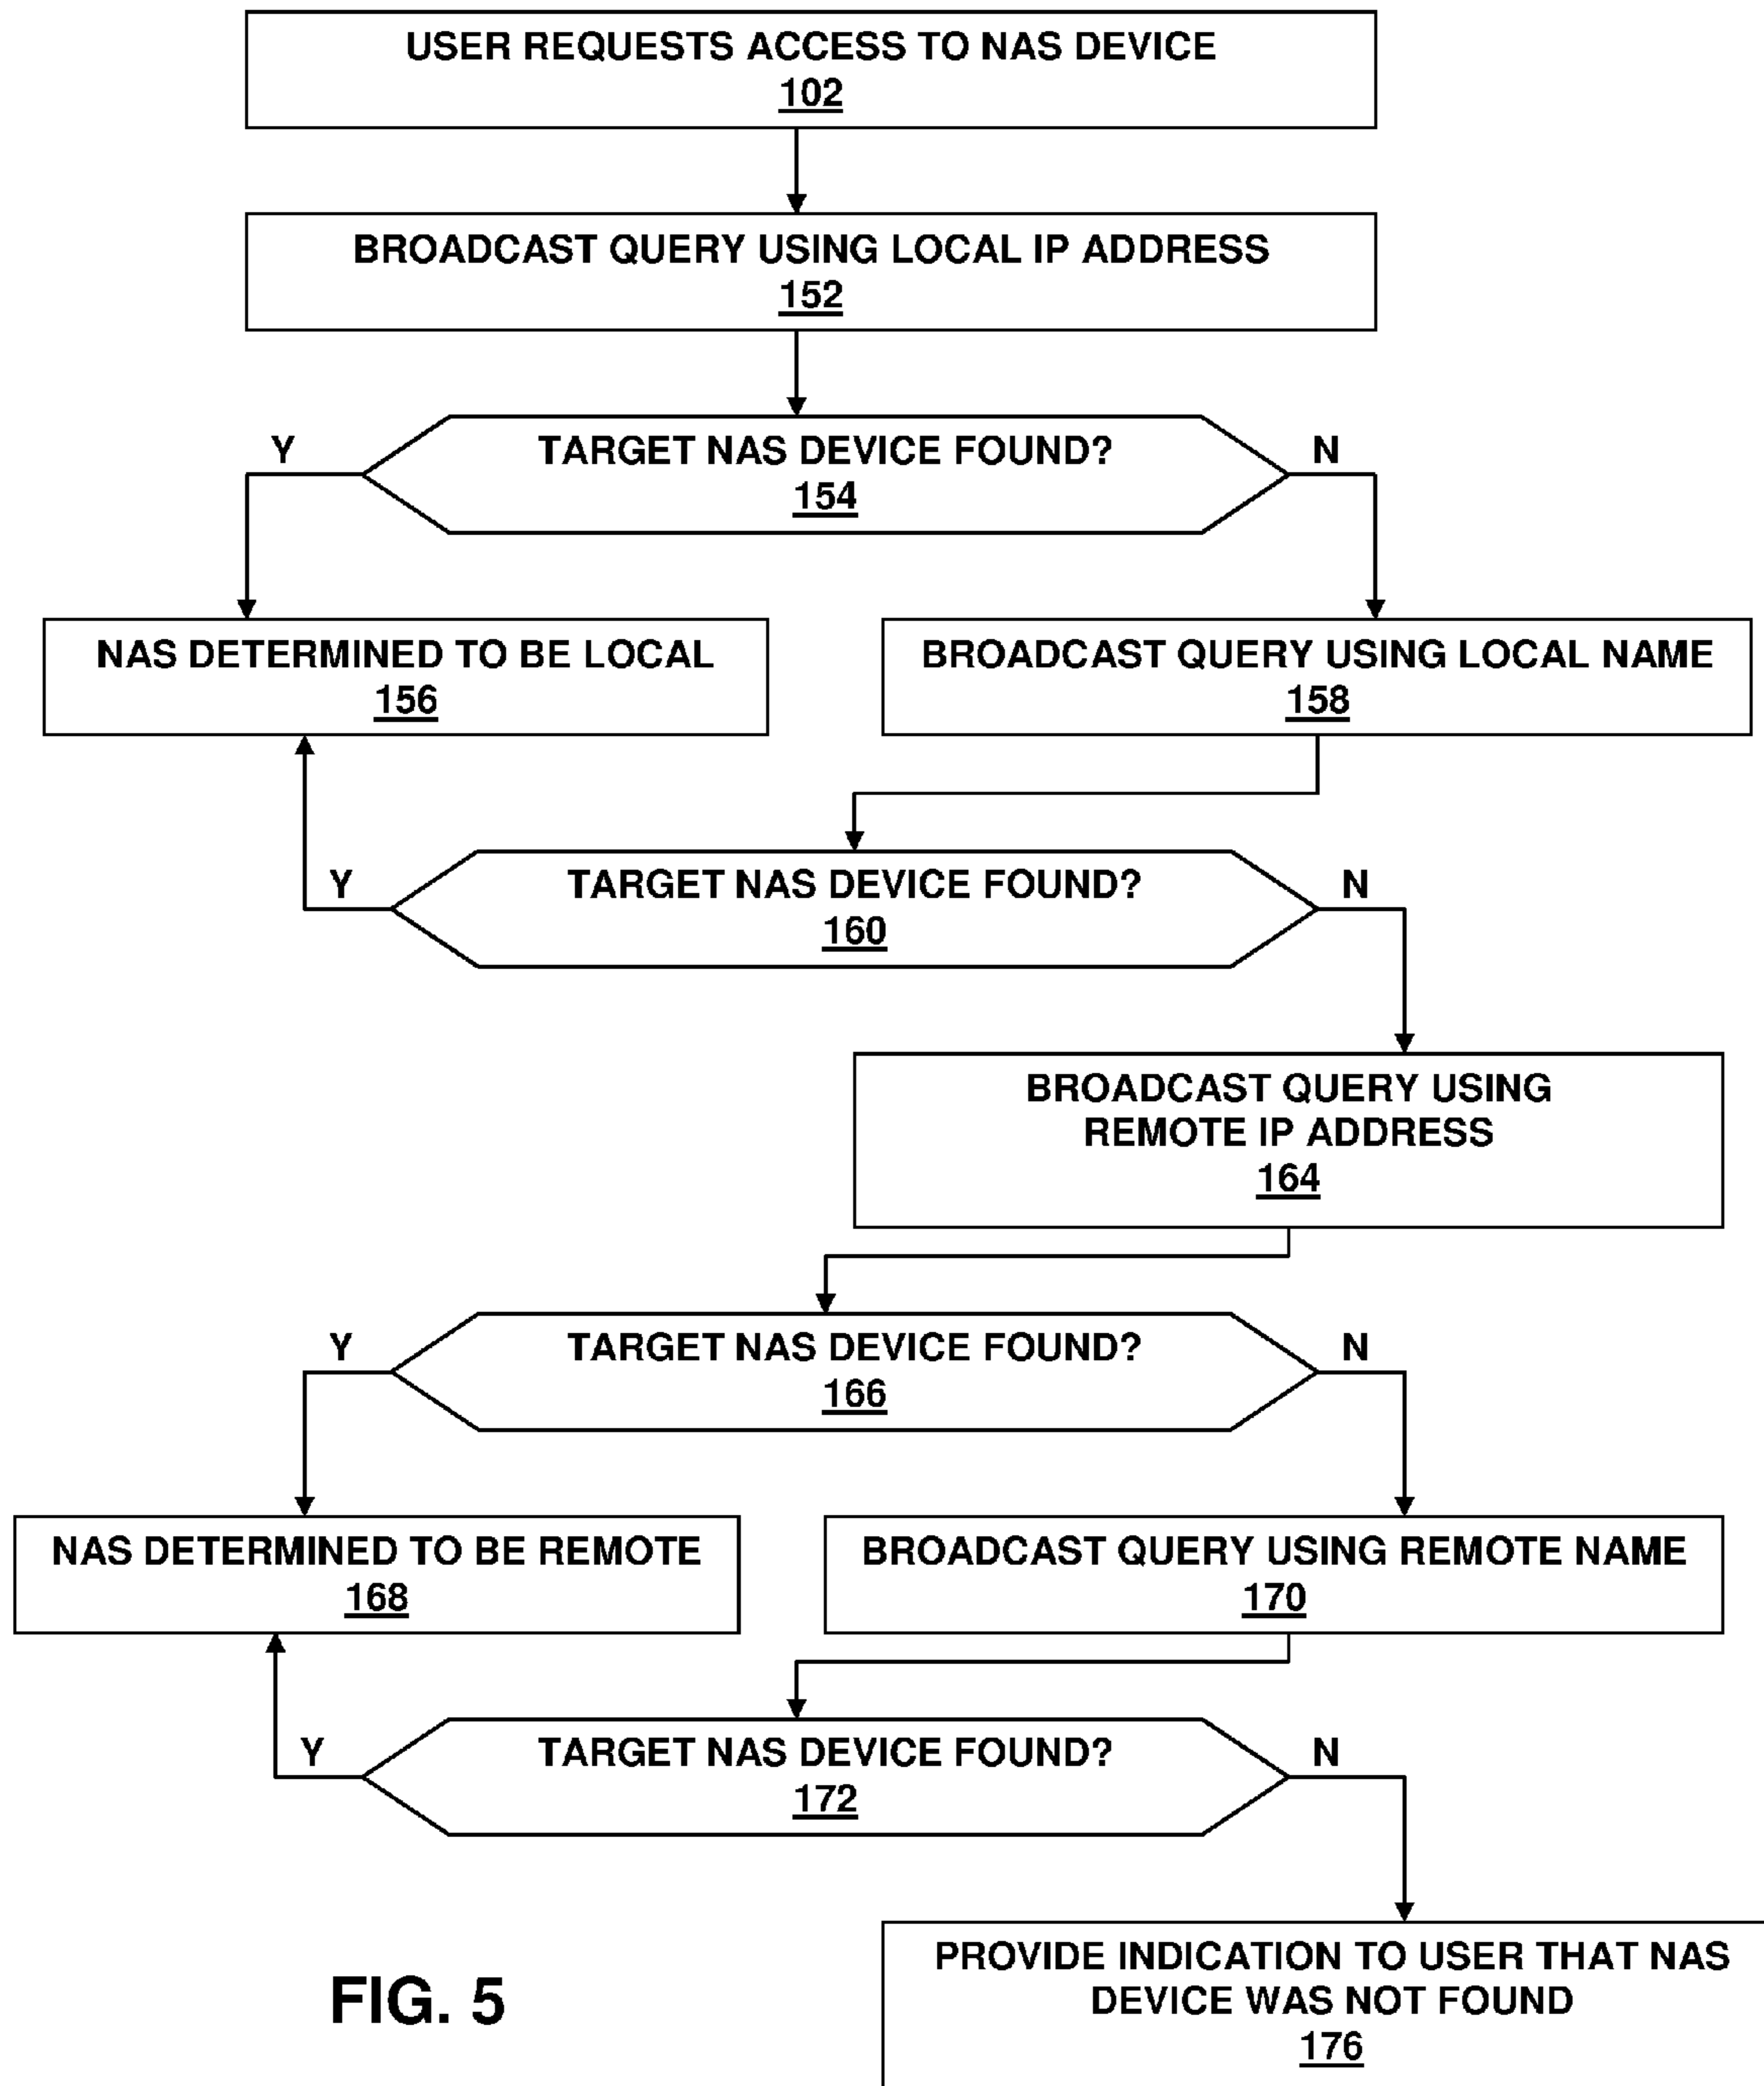 USER REQUESTS ACCESS TO NAS DEVICE
102
BROADCAST QUERY USING LOCAL IP ADDRESS
152
Y
TARGET NAS DEVICE FOUND?
N
154
NAS DETERMINED TO BE LOCAL
156
BROADCAST QUERY USING LOCAL NAME
158
Y
TARGET NAS DEVICE FOUND?
N
160
BROADCAST QUERY USING
REMOTE IP ADDRESS
164
Y
TARGET NAS DEVICE FOUND?
N
166
NAS DETERMINED TO BE REMOTE
168
BROADCAST QUERY USING REMOTE NAME
170
Y
TARGET NAS DEVICE FOUND?
N
172
PROVIDE INDICATION TO USER THAT NAS
DEVICE WAS NOT FOUND
176
FIG. 5